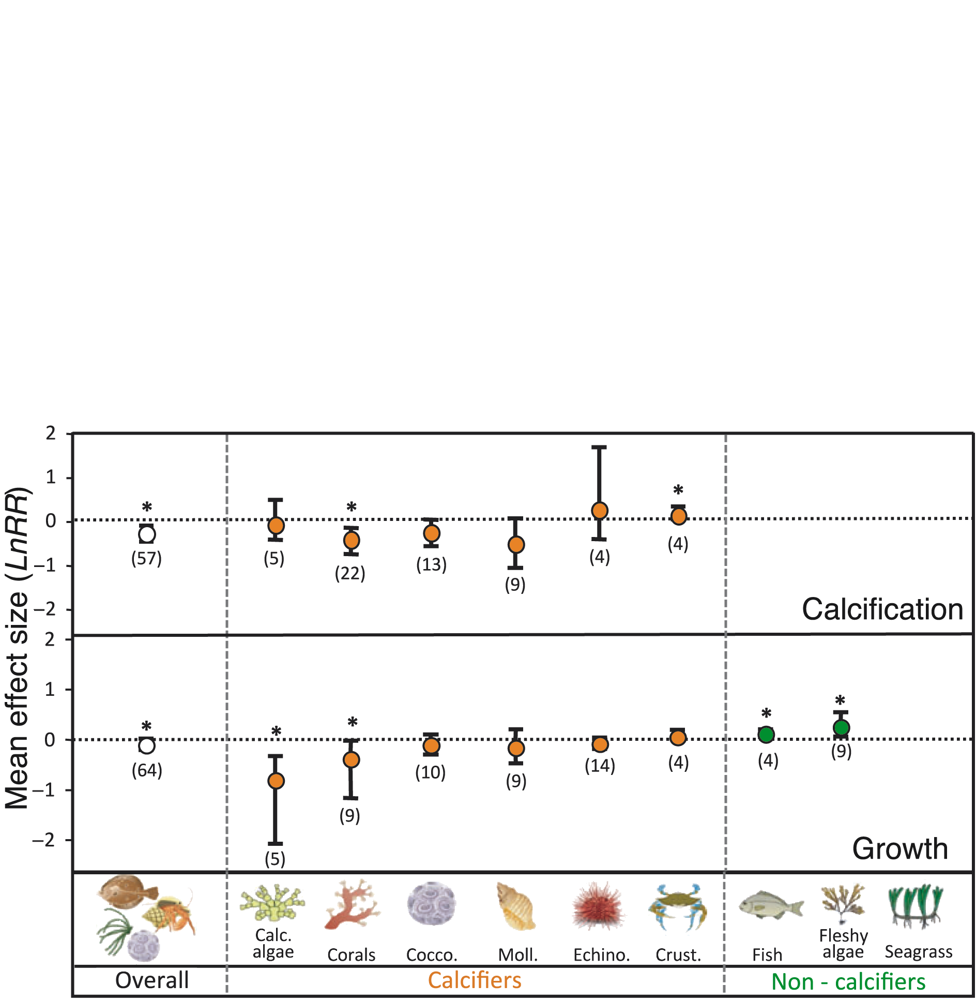 Mean effect size (LnRR)
2
1
0
–1
–2
*
(57)
(5)
*
(22)
(13)
(9)
(4)
*
(4)
Calcification
2
1
0
–1
–2
*
(64)
*
(5)
*
(9)
(10)
(9)
(14)
(4)
*
(4)
*
(9)
Growth
Calc.
algae
Corals
Cocco.
Moll.
Echino.
Crust.
Fish
Fleshy
algae
Seagrass
Overall
Calcifiers
Non - calcifiers